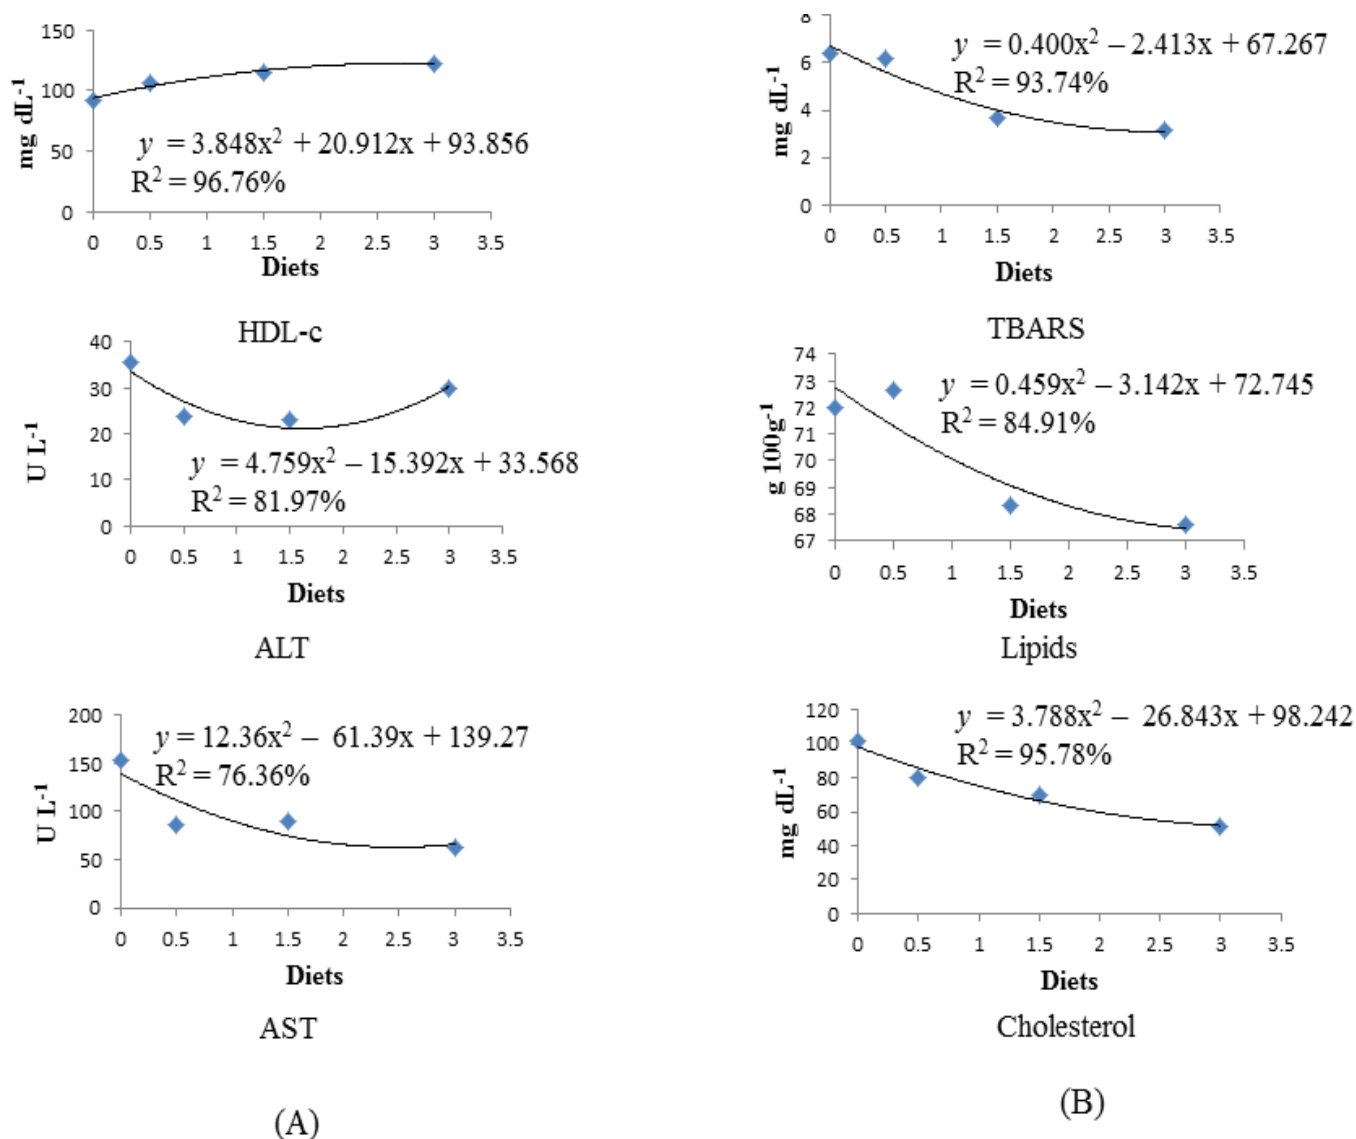 150
100
50
0
mg dL⁻¹
y = 3.848x² + 20.912x + 93.856
R² = 96.76%
0 0.5 1 1.5 2 2.5 3 3.5
Diets
HDL-c
40
30
20
10
0
U L⁻¹
y = 4.759x² – 15.392x + 33.568
R² = 81.97%
0 0.5 1 1.5 2 2.5 3 3.5
Diets
ALT
200
150
100
50
0
U L⁻¹
y = 12.36x² – 61.39x + 139.27
R² = 76.36%
0 0.5 1 1.5 2 2.5 3 3.5
Diets
AST
(A)
8
6
4
2
0
mg dL⁻¹
y = 0.400x² – 2.413x + 67.267
R² = 93.74%
0 0.5 1 1.5 2 2.5 3 3.5
Diets
TBARS
74
73
72
71
70
69
68
67
g 100g⁻¹
y = 0.459x² – 3.142x + 72.745
R² = 84.91%
0 0.5 1 1.5 2 2.5 3 3.5
Diets
Lipids
120
100
80
60
40
20
0
mg dL⁻¹
y = 3.788x² – 26.843x + 98.242
R² = 95.78%
0 0.5 1 1.5 2 2.5 3 3.5
Diets
Cholesterol
(B)